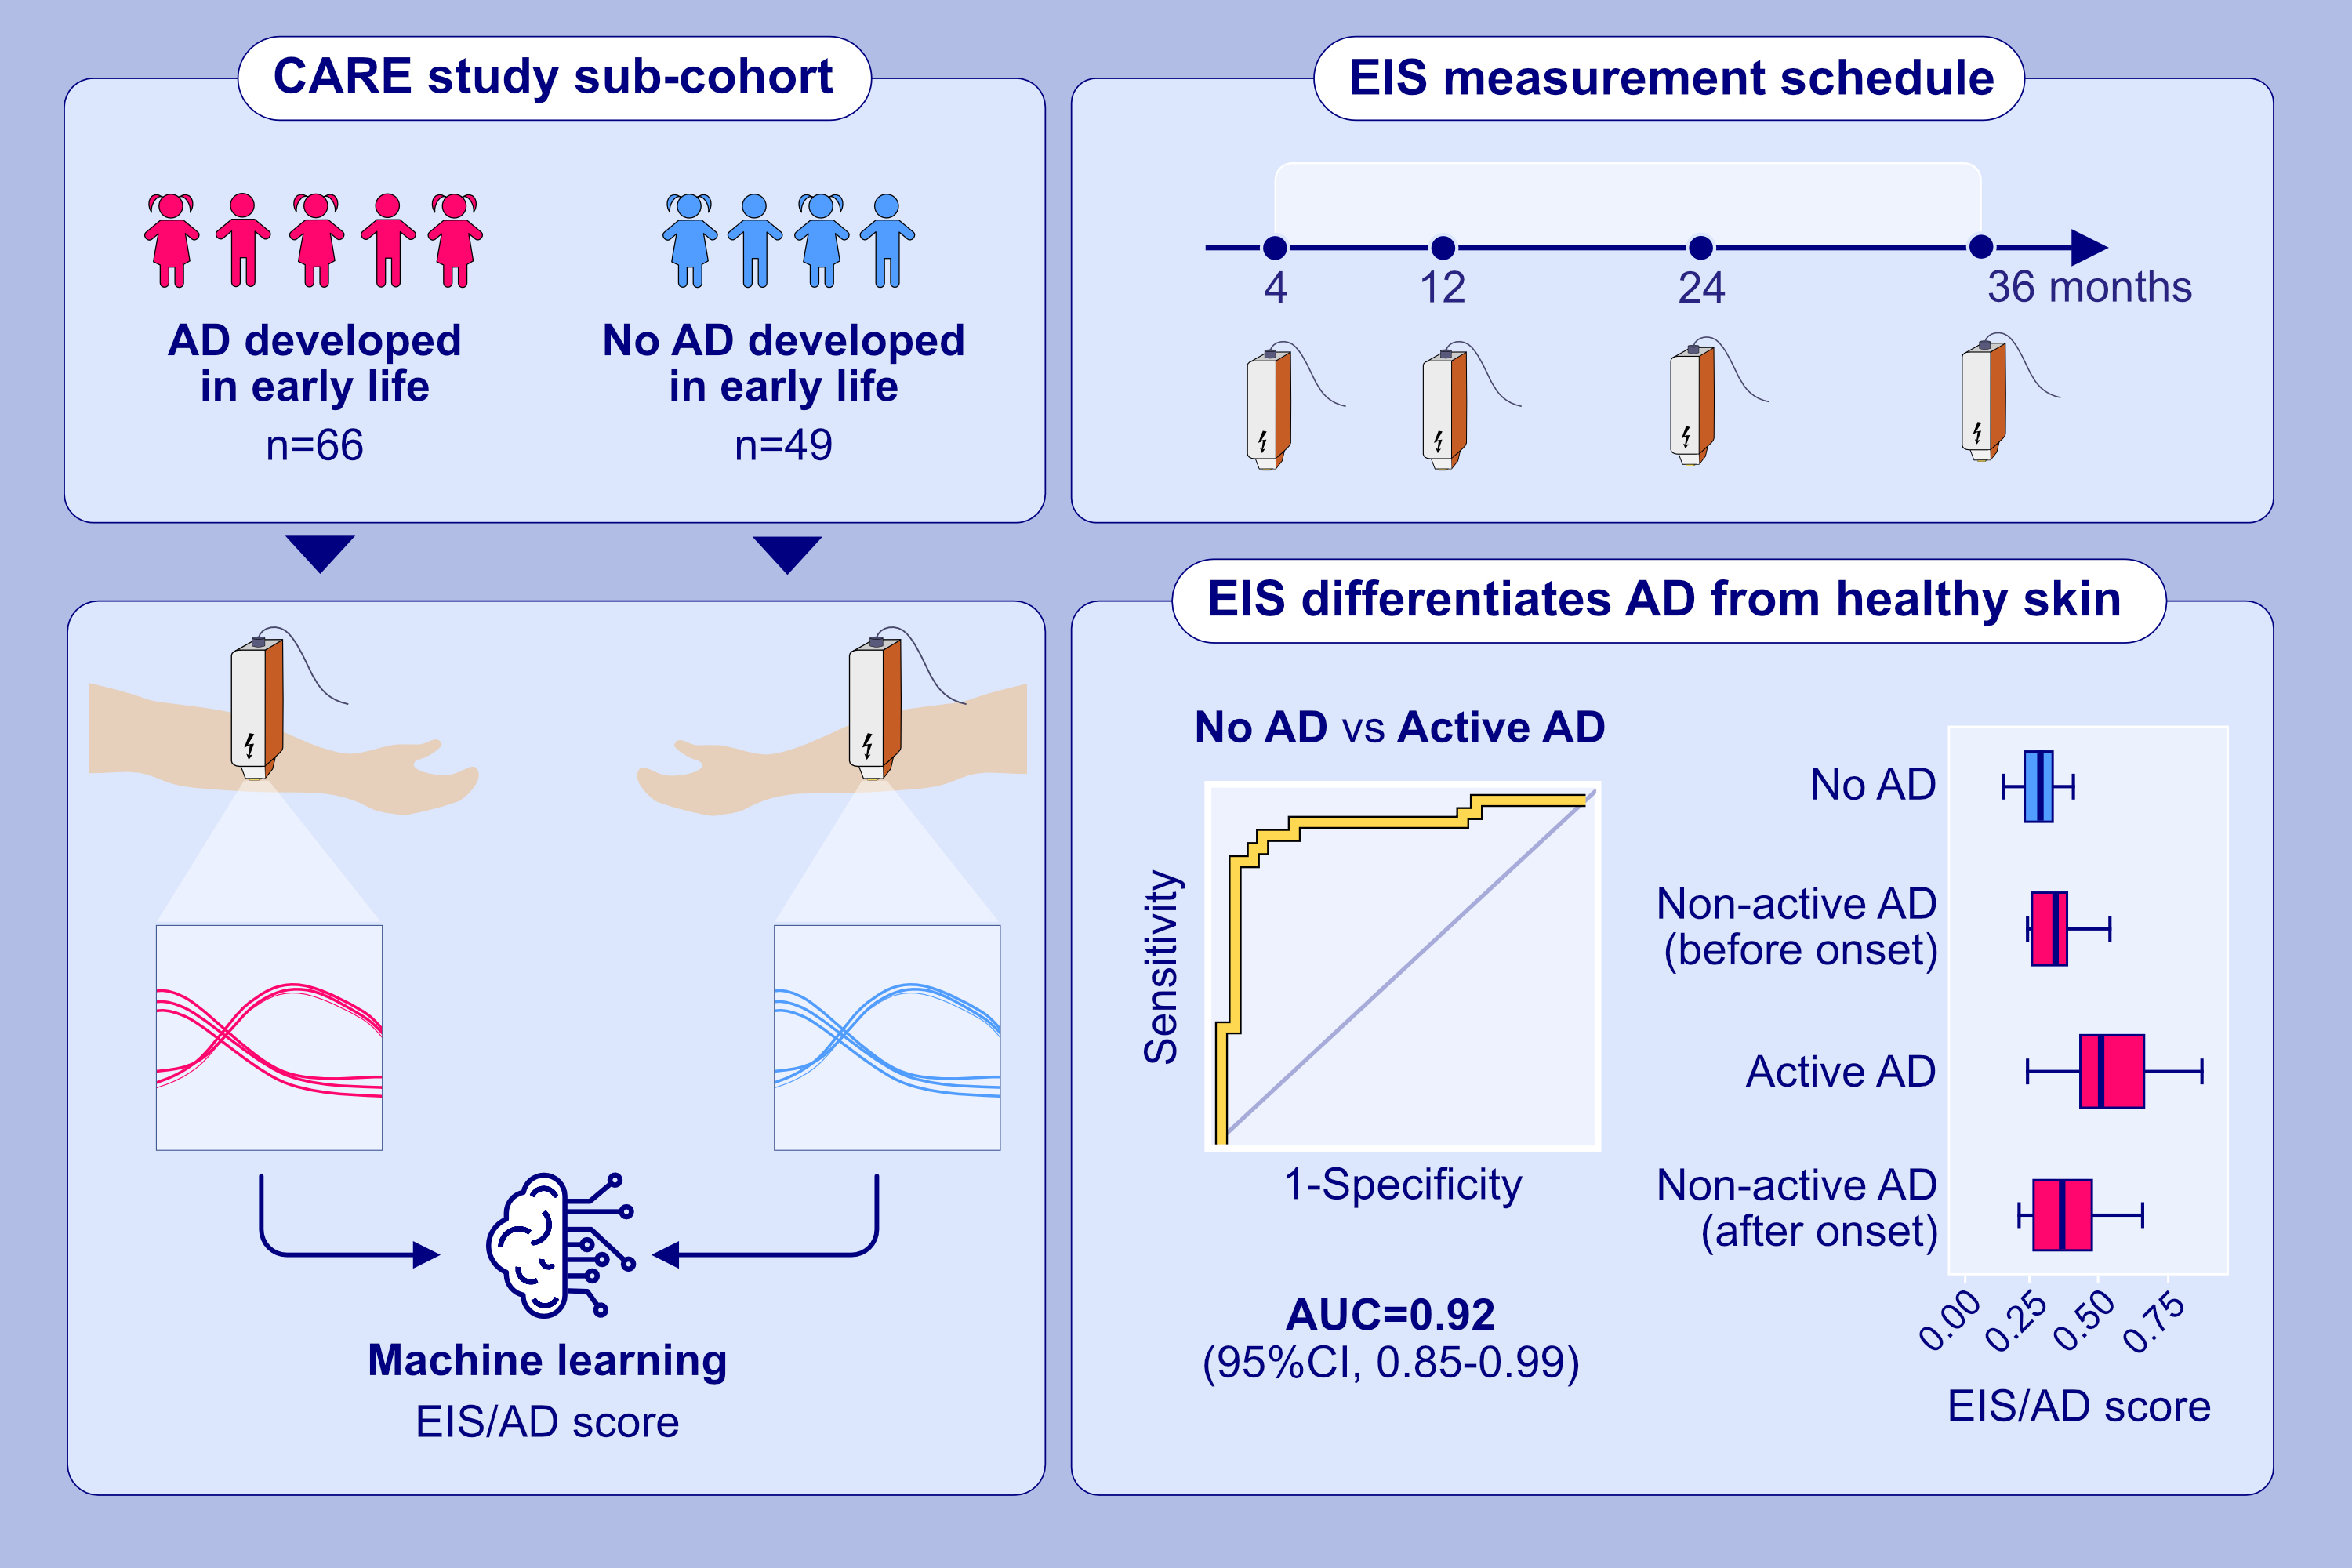 CARE study sub-cohort
AD developed
in early life
n=66
No AD developed
in early life
n=49
EIS measurement schedule
4
12
24
36 months
Machine learning
EIS/AD score
EIS differentiates AD from healthy skin
No AD vs Active AD
Sensitivity
1-Specificity
AUC=0.92
(95%CI, 0.85-0.99)
No AD
Non-active AD
(before onset)
Active AD
Non-active AD
(after onset)
0.00
0.25
0.50
0.75
EIS/AD score